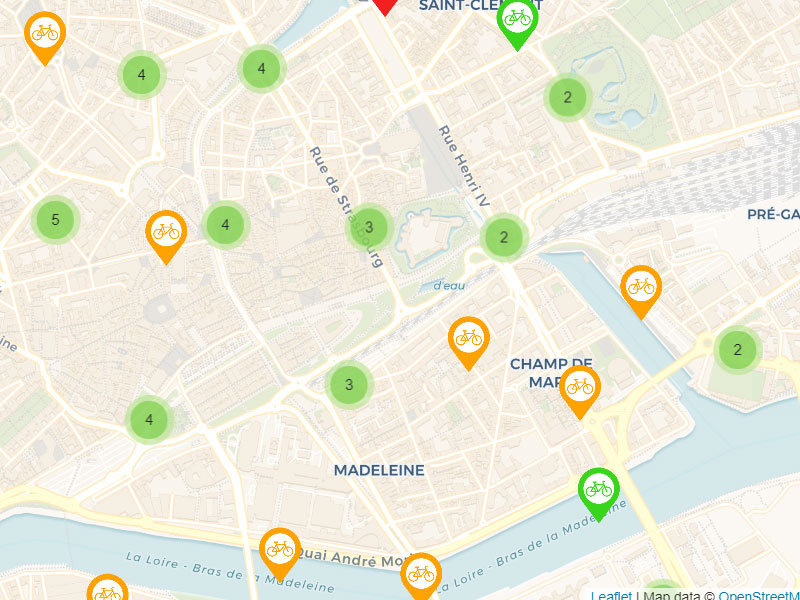 SAINT-CLEMENT
4
4
2
Rue Henri IV
Rue de Strasbourg
5
4
3
2
PRÉ-GA
d'eau
2
CHAMP DE
MAR
3
4
MADELEINE
Quai André Mori
La Loire - Bras de la Madeleine
La Loire - Bras de la Madeleine
Leaflet | Map data © OpenStreetM